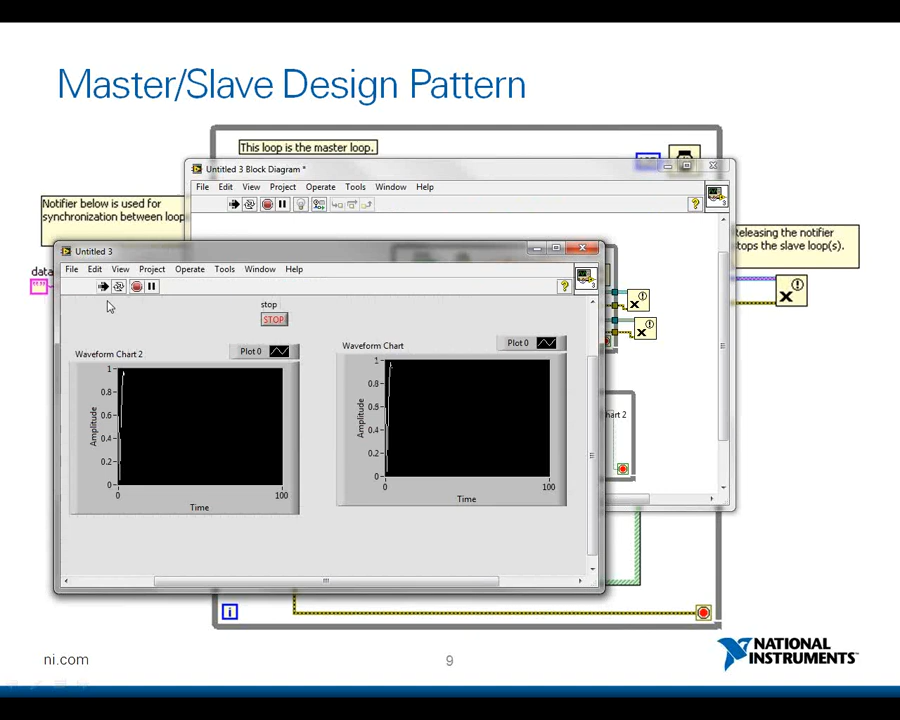 Master/Slave Design Pattern
This loop is the master loop.
Untitled 3 Block Diagram *
File Edit View Project Operate Tools Window Help
Notifier below is used for
synchronization between loop
Releasing the notifier
stops the slave loop(s).
data
Untitled 3
File Edit View Project Operate Tools Window Help
3
stop
STOP
Waveform Chart 2
Plot 0
Amplitude
1
0.8
0.6
0.4
0.2
0
0
100
Time
Waveform Chart
Plot 0
Amplitude
1
0.8
0.6
0.4
0.2
0
0
100
Time
hart 2
i
ni.com
9
NATIONAL
INSTRUMENTS